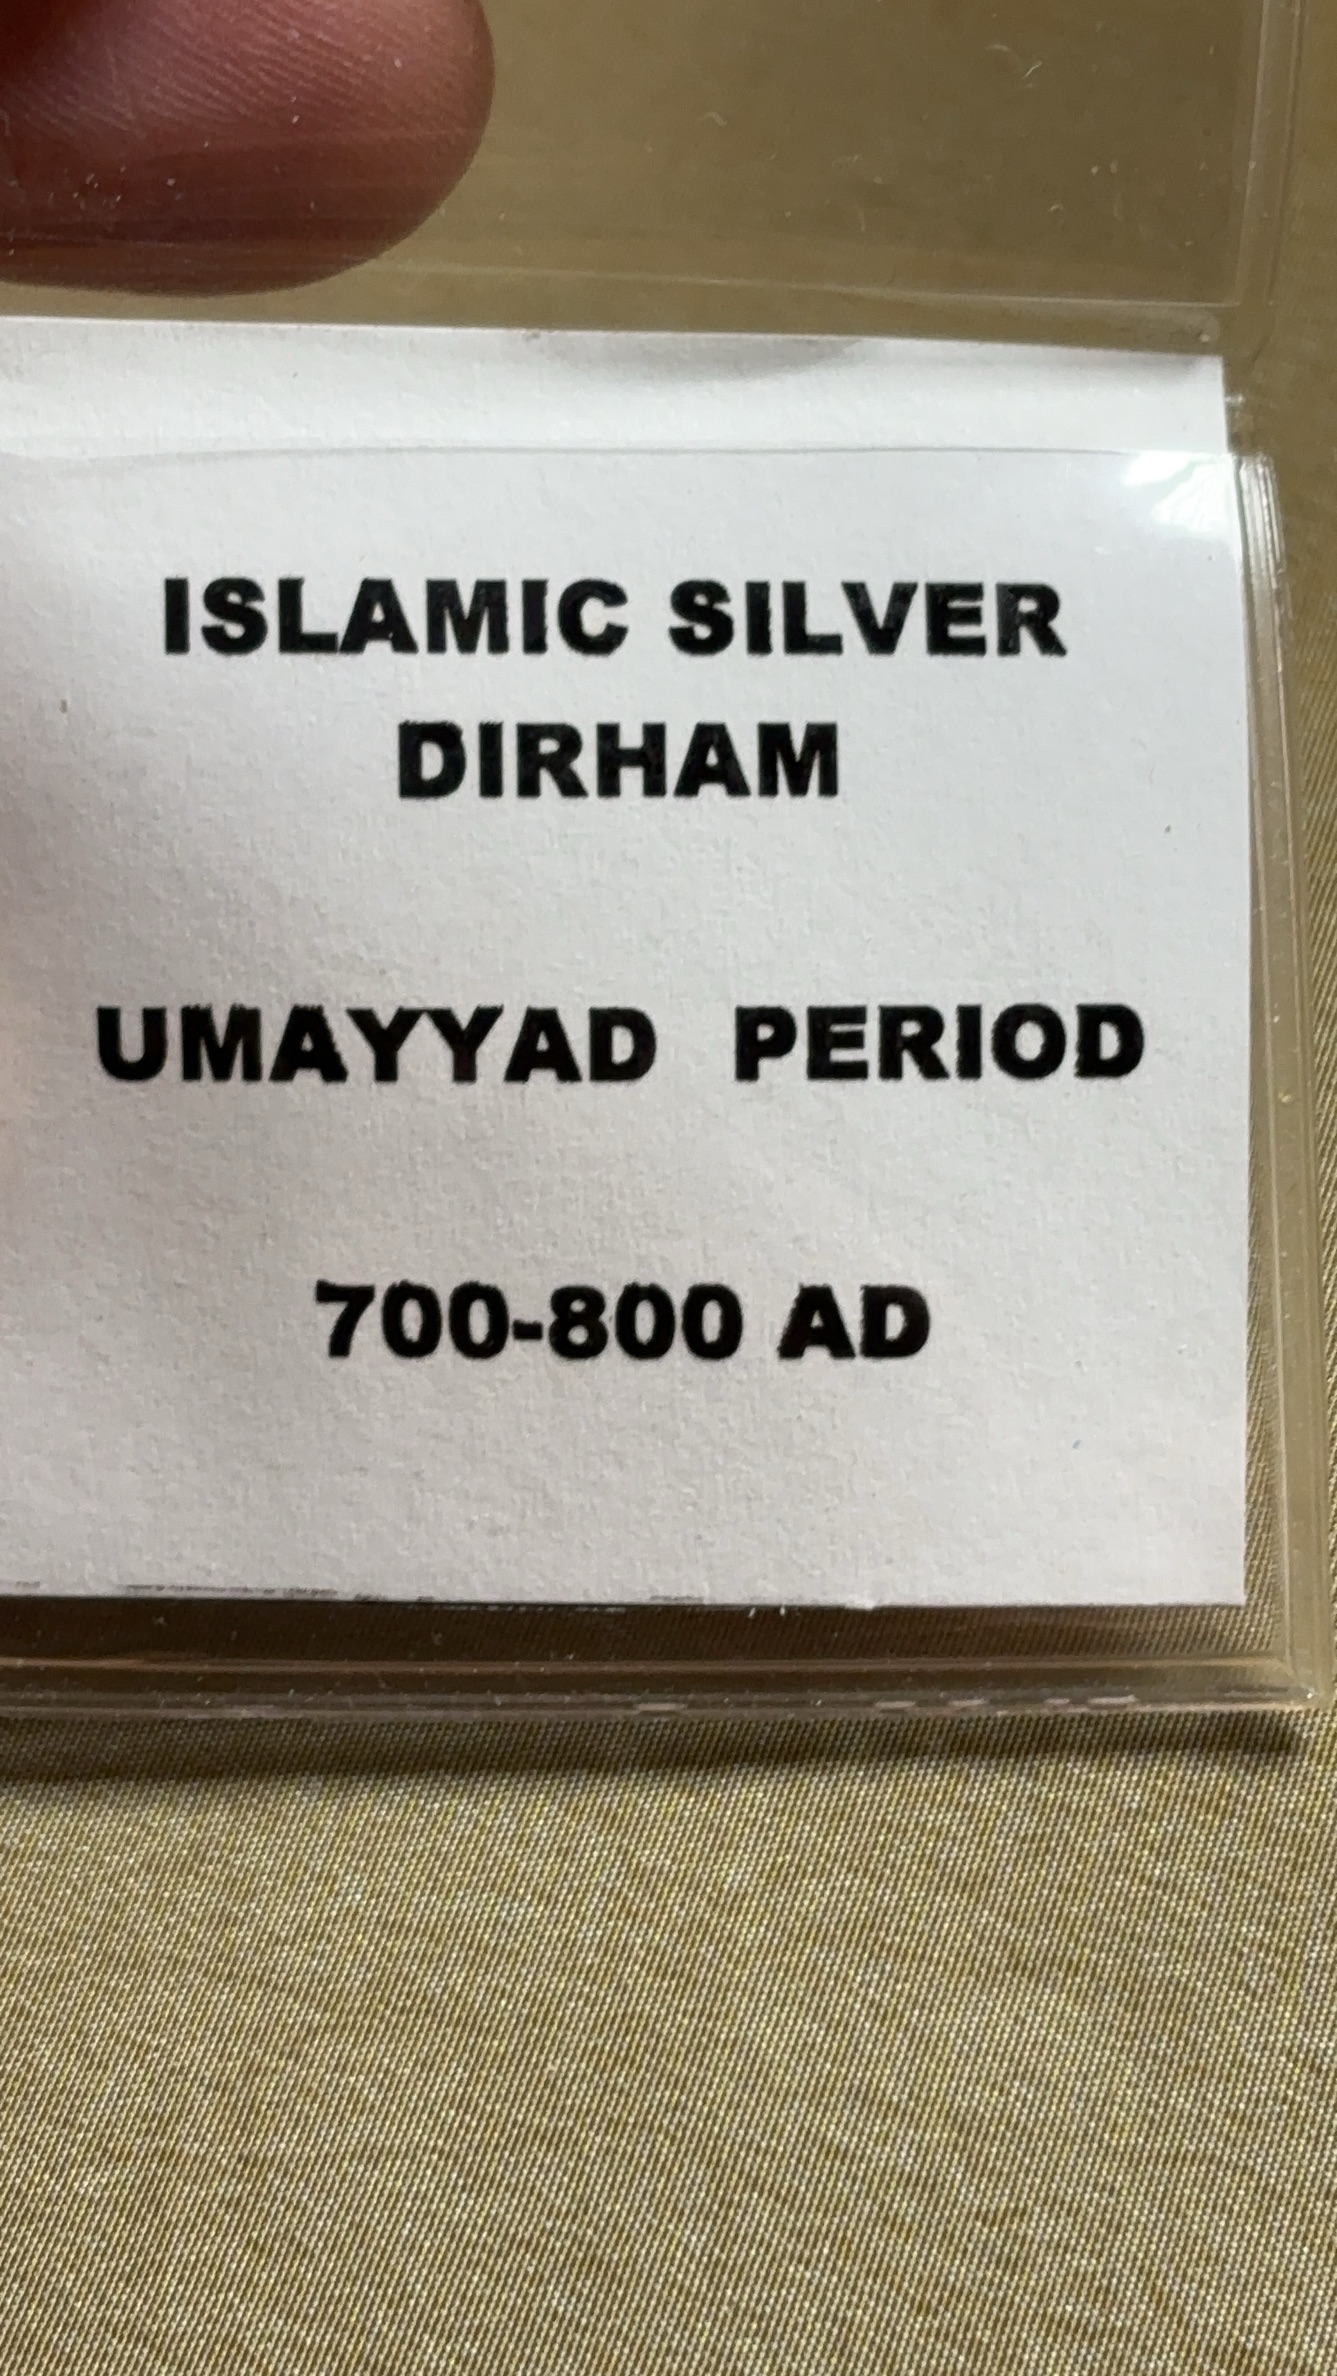 ISLAMIC SILVER
DIRHAM
UMAYYAD PERIOD
700-800 AD